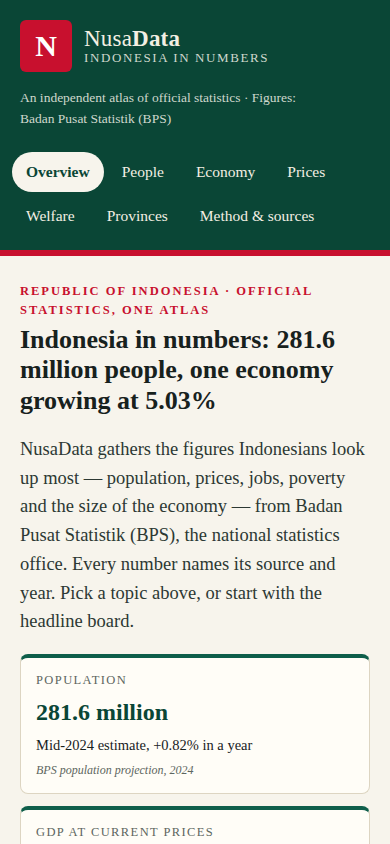 N
NusaData
INDONESIA IN NUMBERS
An independent atlas of official statistics · Figures:
Badan Pusat Statistik (BPS)
Overview People Economy Prices
Welfare Provinces Method & sources
REPUBLIC OF INDONESIA · OFFICIAL
STATISTICS, ONE ATLAS
Indonesia in numbers: 281.6
million people, one economy
growing at 5.03%
NusaData gathers the figures Indonesians look
up most — population, prices, jobs, poverty
and the size of the economy — from Badan
Pusat Statistik (BPS), the national statistics
office. Every number names its source and
year. Pick a topic above, or start with the
headline board.
POPULATION
281.6 million
Mid-2024 estimate, +0.82% in a year
BPS population projection, 2024
GDP AT CURRENT PRICES